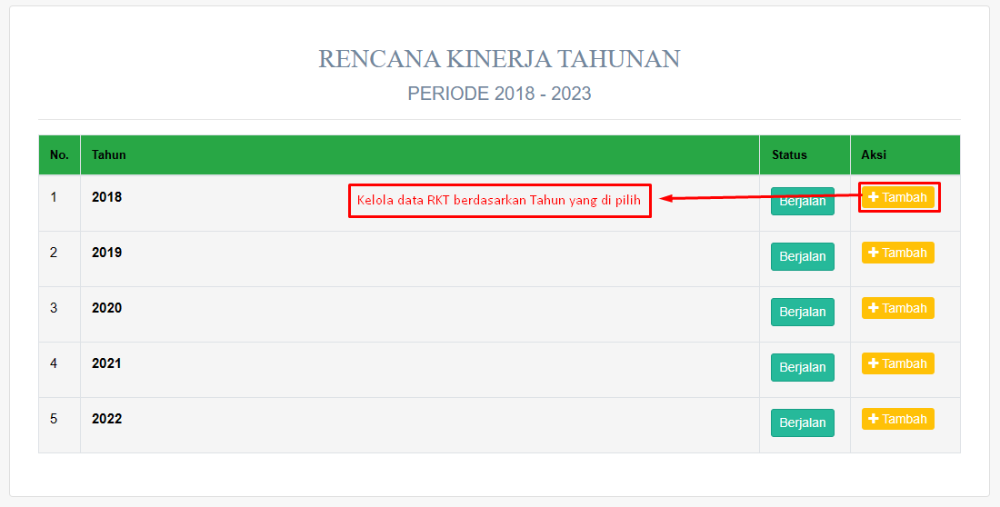 RENCANA KINERJA TAHUNAN
PERIODE 2018 - 2023
No. Tahun Status Aksi
1 2018 Kelola data RKT berdasarkan Tahun yang di pilih Berjalan Tambah
2 2019 Berjalan Tambah
3 2020 Berjalan Tambah
4 2021 Berjalan Tambah
5 2022 Berjalan Tambah